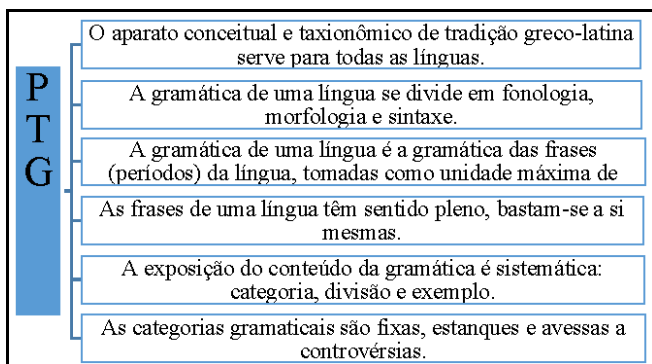 P
T
G
O aparato conceitual e taxionômico de tradição greco-latina
serve para todas as línguas.
A gramática de uma língua se divide em fonologia,
morfologia e sintaxe.
A gramática de uma língua é a gramática das frases
(períodos) da língua, tomadas como unidade máxima de
As frases de uma língua têm sentido pleno, bastam-se a si
mesmas.
A exposição do conteúdo da gramática é sistemática:
categoria, divisão e exemplo.
As categorias gramaticais são fixas, estanques e avessas a
controvérsias.